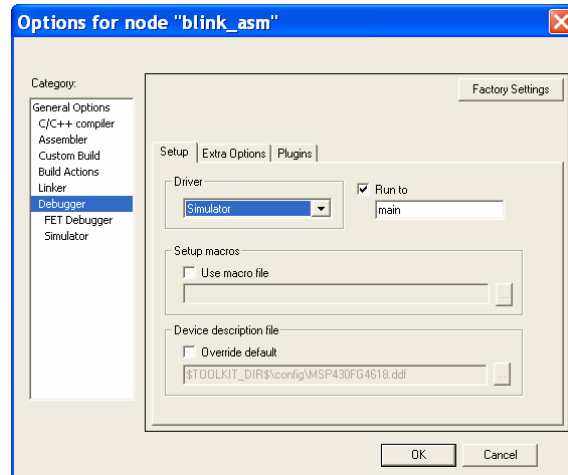 Options for node "blink_asm"
Category:
General Options
C/C++ compiler
Assembler
Custom Build
Build Actions
Linker
Debugger
FET Debugger
Simulator
Factory Settings
Setup Extra Options Plugins
Driver
Simulator
Run to
main
Setup macros
Use macro file
...
Device description file
Override default
$TOOLKIT_DIR$\config\MSP430FG4618.ddf
...
OK Cancel